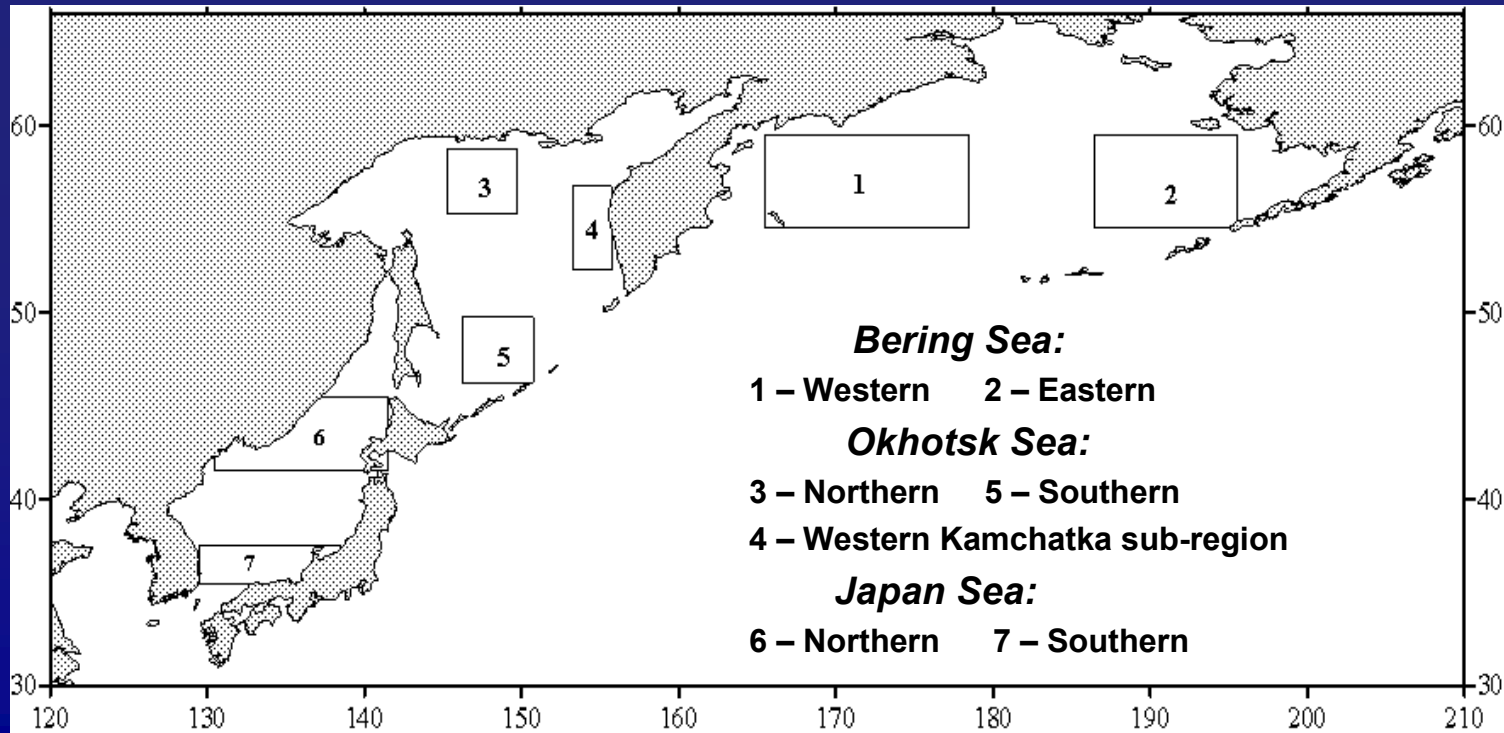 60
60
1
2
3
4
50
50
5
Bering Sea:
1 – Western 2 – Eastern
Okhotsk Sea:
6
3 – Northern 5 – Southern
40
40
4 – Western Kamchatka sub-region
7
Japan Sea:
6 – Northern 7 – Southern
30
30
120 130 140 150 160 170 180 190 200 210